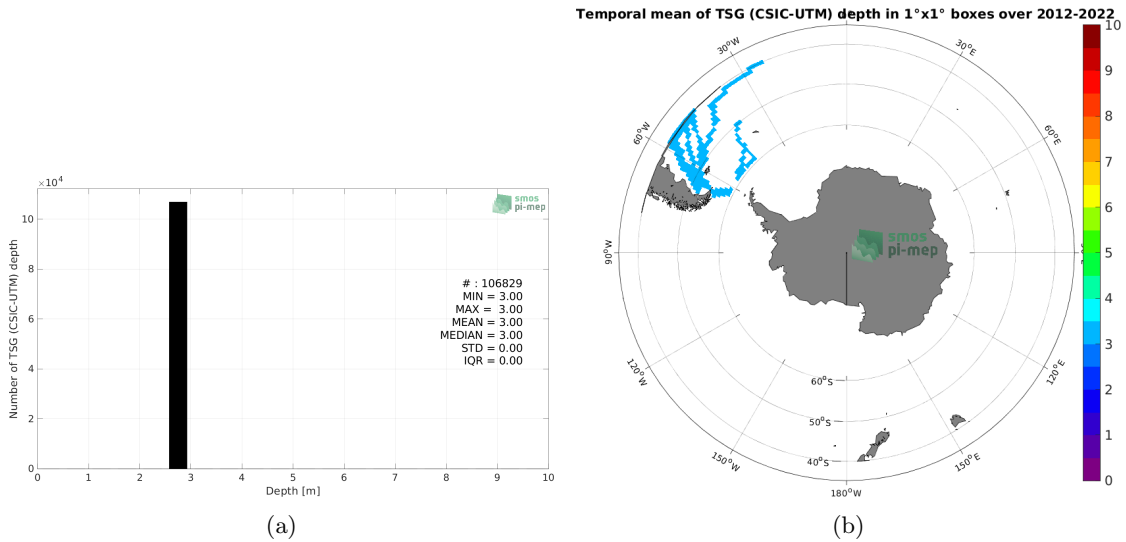 Temporal mean of TSG (CSIC-UTM) depth in 1°x1° boxes over 2012-2022
×10⁴
10
8
6
4
2
0
Number of TSG (CSIC-UTM) depth
smos
pi-mep
# : 106829
MIN = 3.00
MAX = 3.00
MEAN = 3.00
MEDIAN = 3.00
STD = 0.00
IQR = 0.00
0 1 2 3 4 5 6 7 8 9 10
Depth [m]
(a)
30°W
30°E
60°W
60°E
90°W
smos
pi-mep
120°W
120°E
60°S
50°S
40°S
150°W
150°E
180°W
10
9
8
7
6
5
4
3
2
1
0
(b)